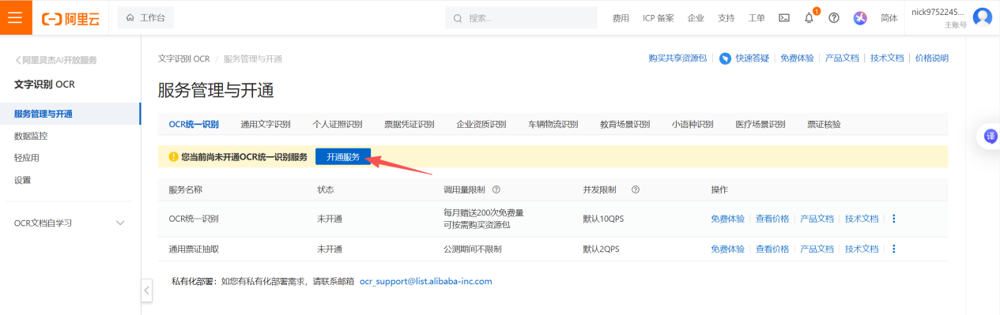 阿里云
工作台
搜索...
费用
ICP 备案
企业
支持
工单
1
简体
nick9752245...
主账号
阿里灵杰AI开放服务
文字识别 OCR
服务管理与开通
数据监控
轻应用
设置
OCR文档自学习
文字识别 OCR / 服务管理与开通
购买共享资源包
快速答疑
免费体验
产品文档
技术文档
价格说明
服务管理与开通
OCR统一识别
通用文字识别
个人证照识别
票据凭证识别
企业资质识别
车辆物流识别
教育场景识别
小语种识别
医疗场景识别
票证核验
您当前尚未开通OCR统一识别服务
开通服务
译
服务名称
状态
调用量限制
并发限制
操作
OCR统一识别
未开通
每月赠送200次免费量
可按需购买资源包
默认10QPS
免费体验
查看价格
产品文档
技术文档
通用票证抽取
未开通
公测期间不限制
默认2QPS
免费体验
查看价格
产品文档
技术文档
私有化部署：如您有私有化部署需求，请联系邮箱 ocr_support@list.alibaba-inc.com